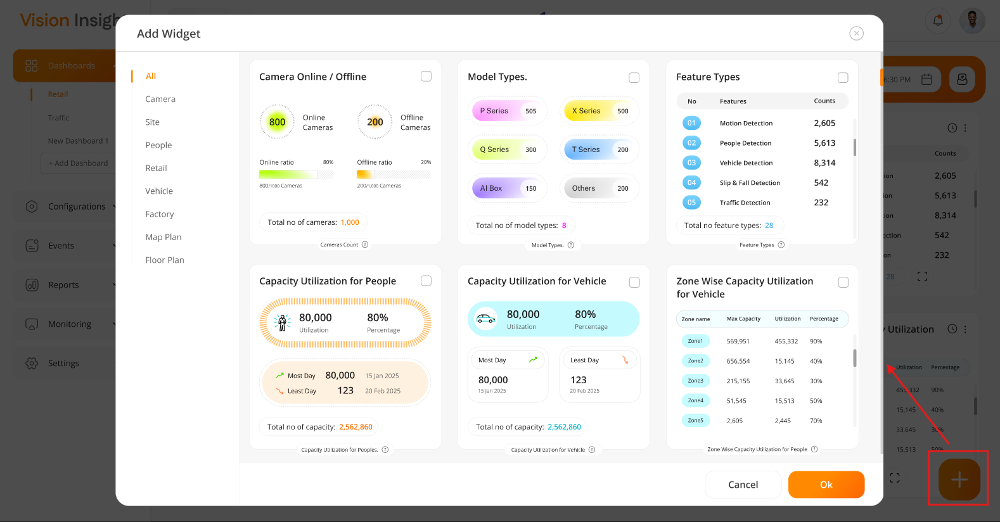 Vision Insigh
Add Widget
Dashboards
Retail
Traffic
New Dashboard 1
+ Add Dashboard
Configurations
Events
Reports
Monitoring
Settings
All
Camera
Site
People
Retail
Vehicle
Factory
Map Plan
Floor Plan
Camera Online / Offline
800
Online
Cameras
200
Offline
Cameras
Online ratio 80%
800/1000 Cameras
Offline ratio 20%
200/1,000 Cameras
Total no of cameras: 1,000
Cameras Count ?
Model Types.
P Series 505
X Series 500
Q Series 300
T Series 200
AI Box 150
Others 200
Total no of model types: 8
Model Types. ?
Feature Types
No Features Counts
01 Motion Detection 2,605
02 People Detection 5,613
03 Vehicle Detection 8,314
04 Slip & Fall Detection 542
05 Traffic Detection 232
Total no feature types: 28
Feature Types ?
Capacity Utilization for People
80,000 80%
Utilization Percentage
Most Day 80,000 15 Jan 2025
Least Day 123 20 Feb 2025
Total no of capacity: 2,562,860
Capacity Utilization for Peoples. ?
Capacity Utilization for Vehicle
80,000 80%
Utilization Percentage
Most Day
80,000
15 Jan 2025
Least Day
123
20 Feb 2025
Total no of capacity: 2,562,860
Capacity Utilization for Vehicle ?
Zone Wise Capacity Utilization
for Vehicle
Zone name Max Capacity Utilization Percentage
Zone1 569,951 455,332 90%
Zone2 656,554 15,145 40%
Zone3 215,155 33,645 30%
Zone4 51,545 15,513 50%
Zone5 2,605 2,445 70%
Zone Wise Capacity Utilization for People ?
Cancel
Ok
6:30 PM
Counts
ion 2,605
on 5,613
on 8,314
ection 542
on 232
28
y Utilization
Utilization Percentage
455,332 90%
15,145 40%
33,645 30%
15,513 50%